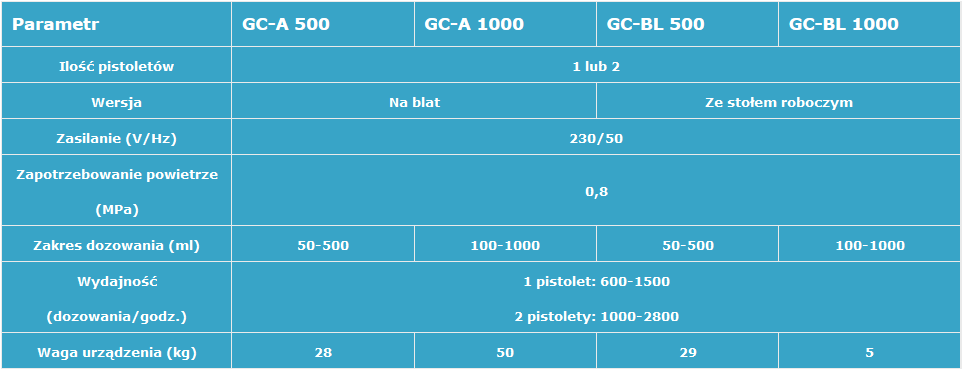 Parametr GC-A 500 GC-A 1000 GC-BL 500 GC-BL 1000
Ilość pistoletów 1 lub 2
Wersja Na blat Ze stołem roboczym
Zasilanie (V/Hz) 230/50
Zapotrzebowanie powietrze
(MPa)
0,8
Zakres dozowania (ml) 50-500 100-1000 50-500 100-1000
Wydajność
(dozowania/godz.)
1 pistolet: 600-1500
2 pistolety: 1000-2800
Waga urządzenia (kg) 28 50 29 5